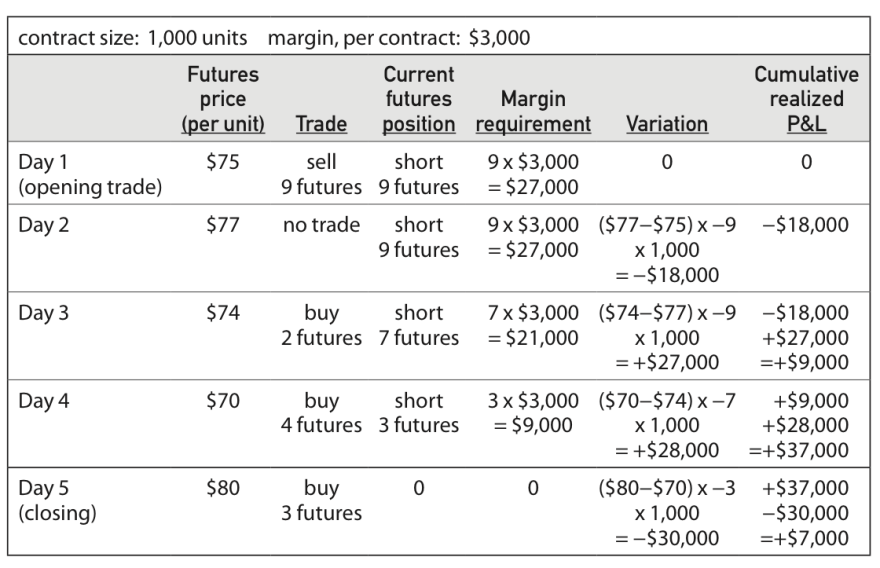 contract size: 1,000 units margin, per contract: $3,000
Futures Current Cumulative
price futures Margin realized
(per unit) Trade position requirement Variation P&L
Day 1 $75 sell short 9 x $3,000 0 0
(opening trade) 9 futures 9 futures = $27,000
Day 2 $77 no trade short 9 x $3,000 ($77–$75) x –9 –$18,000
9 futures = $27,000 x 1,000
= –$18,000
Day 3 $74 buy short 7 x $3,000 ($74–$77) x –9 –$18,000
2 futures 7 futures = $21,000 x 1,000 +$27,000
= +$27,000 =+$9,000
Day 4 $70 buy short 3 x $3,000 ($70–$74) x –7 +$9,000
4 futures 3 futures = $9,000 x 1,000 +$28,000
= +$28,000 =+$37,000
Day 5 $80 buy 0 0 ($80–$70) x –3 +$37,000
(closing) 3 futures x 1,000 –$30,000
= –$30,000 =+$7,000